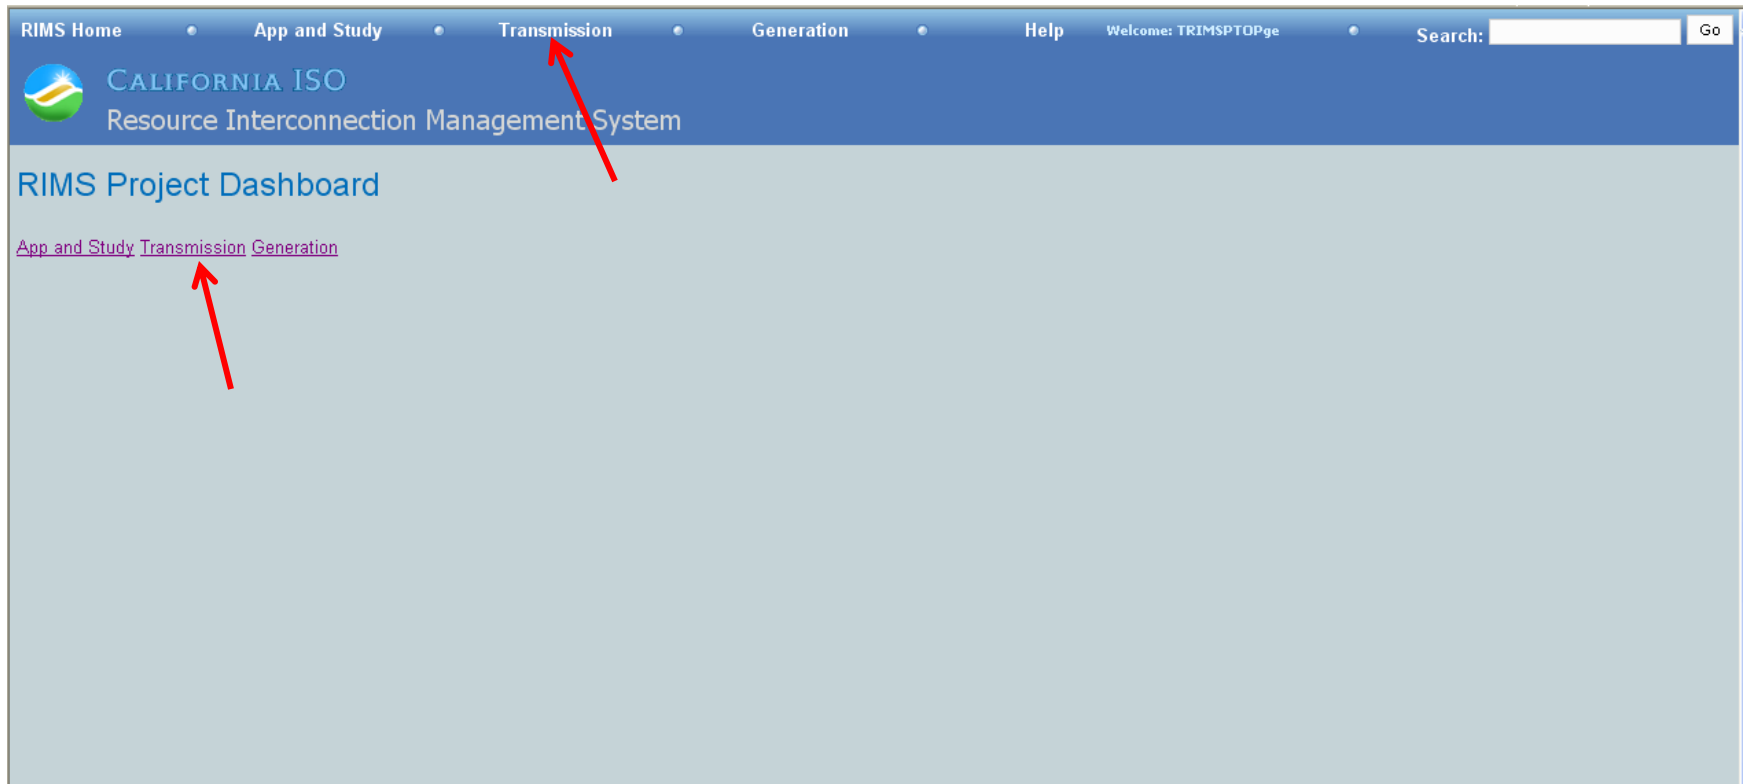 RIMS Home App and Study Transmission Generation Help Welcome: TRIMSPTOPge Search: Go
CALIFORNIA ISO
Resource Interconnection Management System
RIMS Project Dashboard
App and Study Transmission Generation